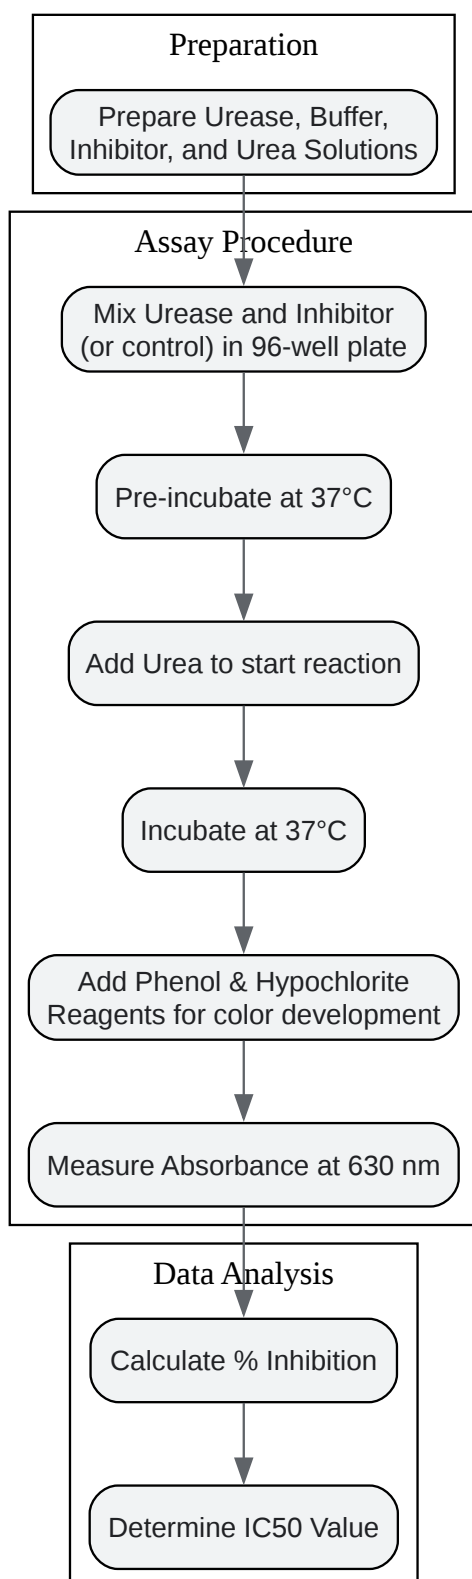 Preparation
Prepare Urease, Buffer,
Inhibitor, and Urea Solutions
Assay Procedure
Mix Urease and Inhibitor
(or control) in 96-well plate
Pre-incubate at 37°C
Add Urea to start reaction
Incubate at 37°C
Add Phenol & Hypochlorite
Reagents for color development
Measure Absorbance at 630 nm
Data Analysis
Calculate % Inhibition
Determine IC50 Value